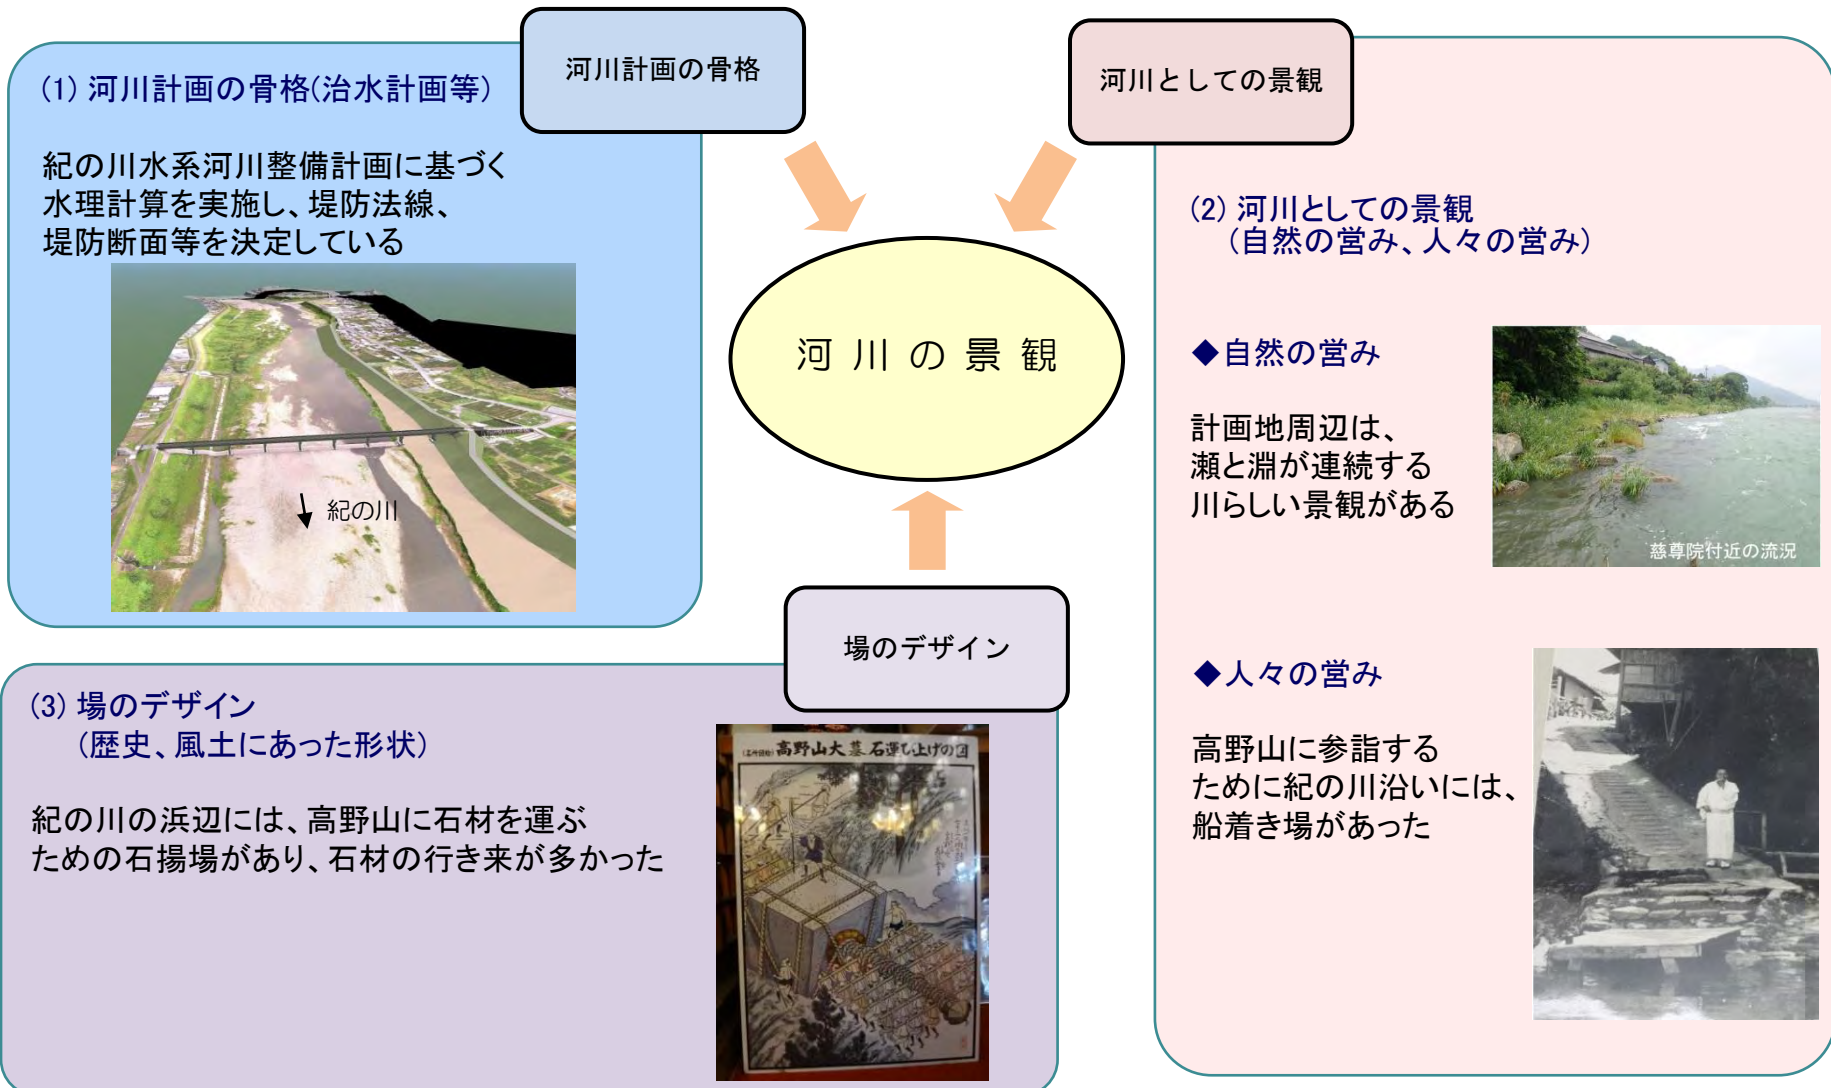 河川計画の骨格
(1) 河川計画の骨格(治水計画等)
紀の川水系河川整備計画に基づく
水理計算を実施し、堤防法線、
堤防断面等を決定している
紀の川
河川としての景観
(2) 河川としての景観
(自然の営み、人々の営み)
◆自然の営み
計画地周辺は、
瀬と淵が連続する
川らしい景観がある
慈尊院付近の流況
◆人々の営み
高野山に参詣する
ために紀の川沿いには、
船着き場があった
河川の景観
場のデザイン
(3) 場のデザイン
(歴史、風土にあった形状)
紀の川の浜辺には、高野山に石材を運ぶ
ための石揚場があり、石材の行き来が多かった
高野山大墓石運び上げの図